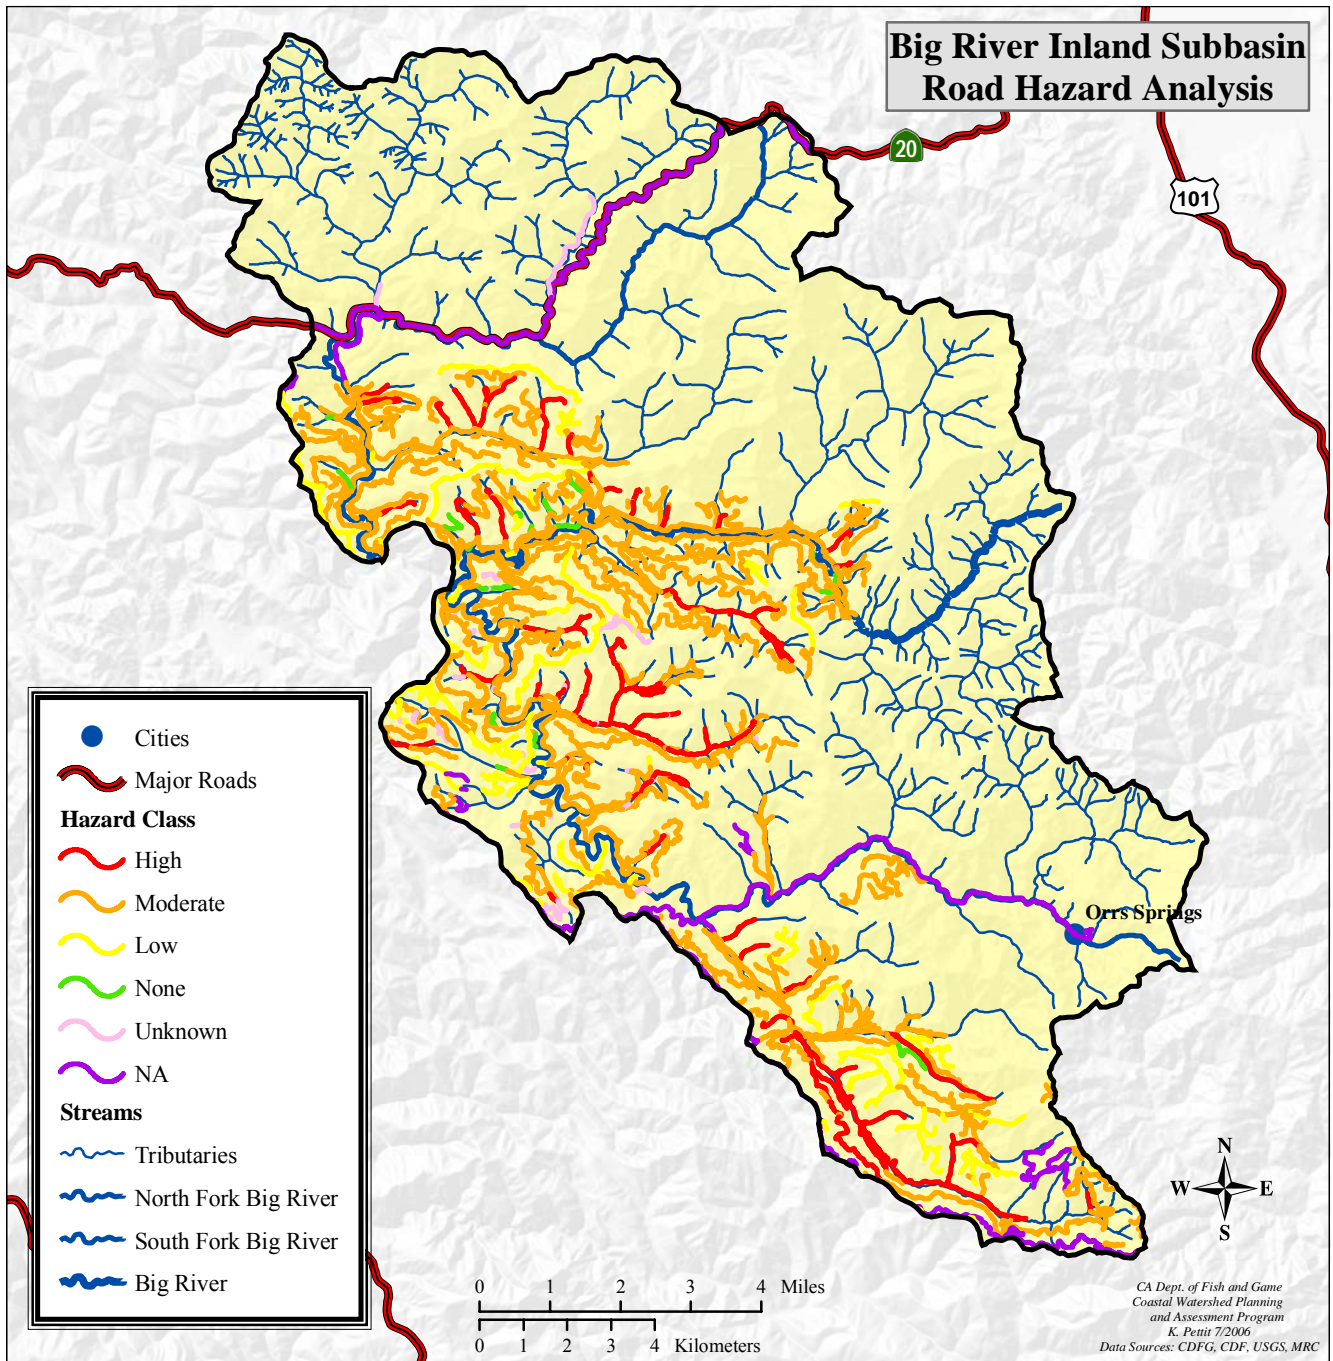 Big River Inland Subbasin
Road Hazard Analysis
20
101
Cities
Major Roads
Hazard Class
High
Moderate
Low
None
Unknown
NA
Streams
Tributaries
North Fork Big River
South Fork Big River
Big River
Orrs Springs
N
W E
S
0 1 2 3 4 Miles
0 1 2 3 4 Kilometers
CA Dept. of Fish and Game
Coastal Watershed Planning
and Assessment Program
K. Pettit 7/2006
Data Sources: CDFG, CDF, USGS, MRC